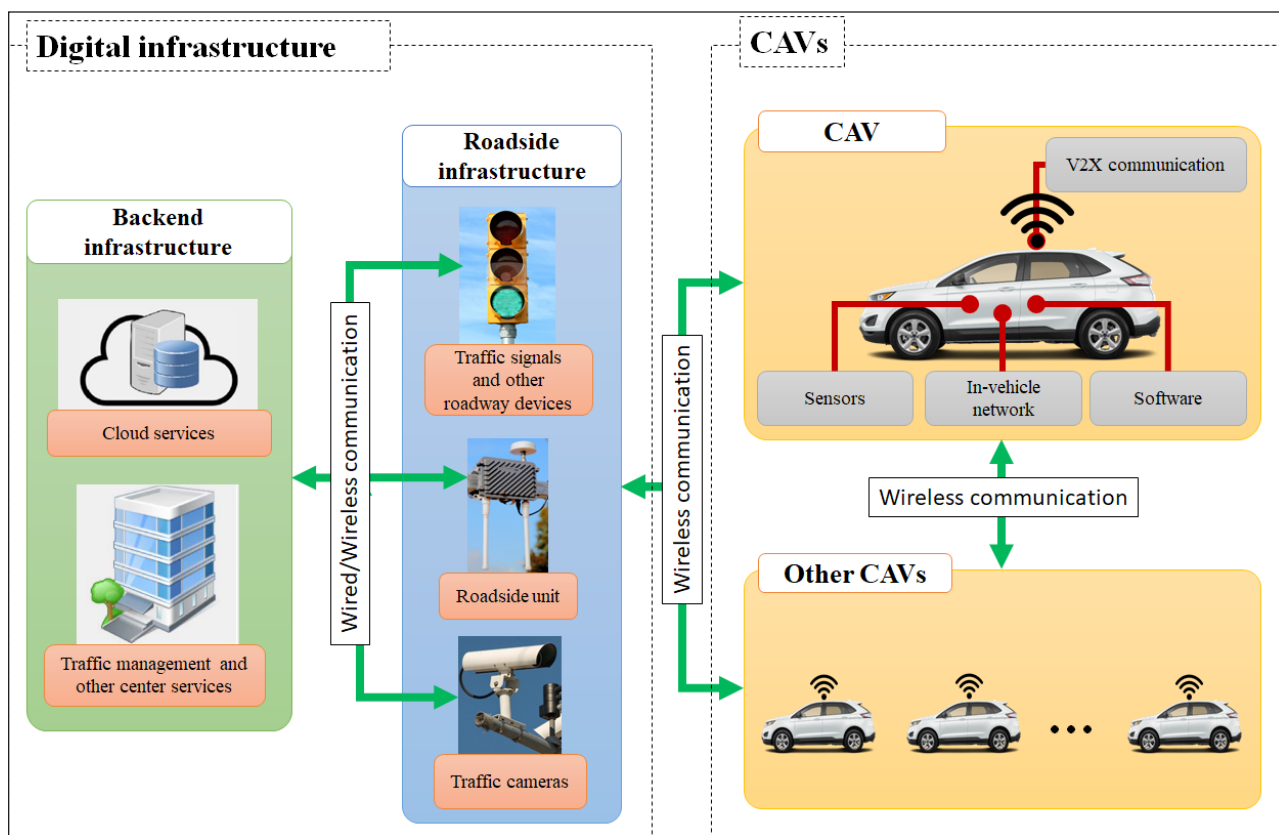 Digital infrastructure
CAVs
Backend
infrastructure
Cloud services
Traffic management and
other center services
Wired/Wireless communication
Roadside
infrastructure
Traffic signals
and other
roadway devices
Roadside unit
Traffic cameras
Wireless communication
CAV
V2X communication
Sensors
In-vehicle
network
Software
Wireless communication
Other CAVs